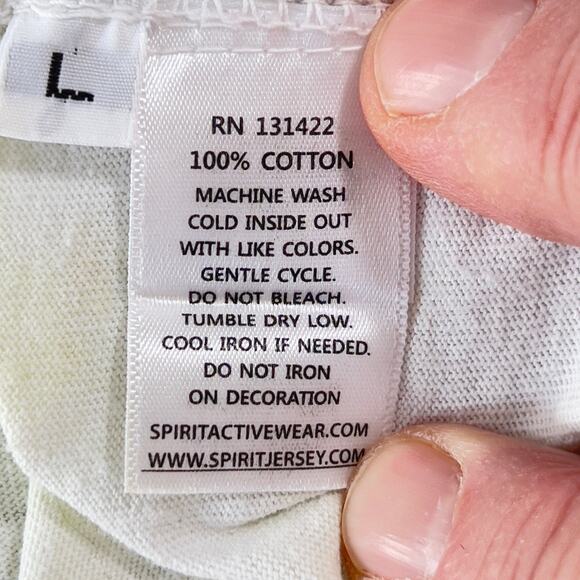 L
RN 131422
100% COTTON
MACHINE WASH
COLD INSIDE OUT
WITH LIKE COLORS.
GENTLE CYCLE.
DO NOT BLEACH.
TUMBLE DRY LOW.
COOL IRON IF NEEDED.
DO NOT IRON
ON DECORATION
SPIRITACTIVEWEAR.COM
WWW.SPIRITJERSEY.COM